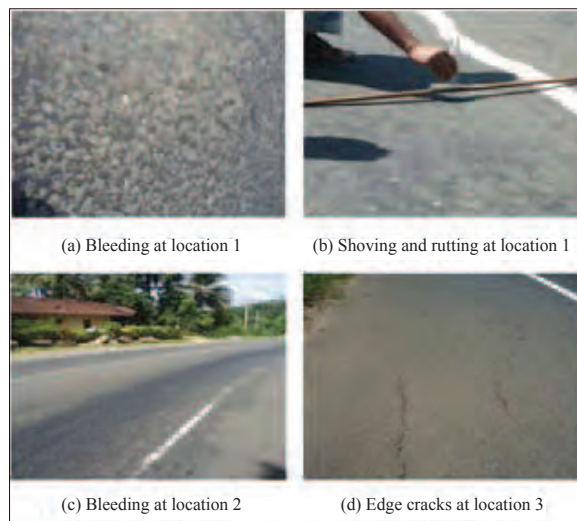 (a) Bleeding at location 1
(b) Shoving and rutting at location 1
(c) Bleeding at location 2
(d) Edge cracks at location 3